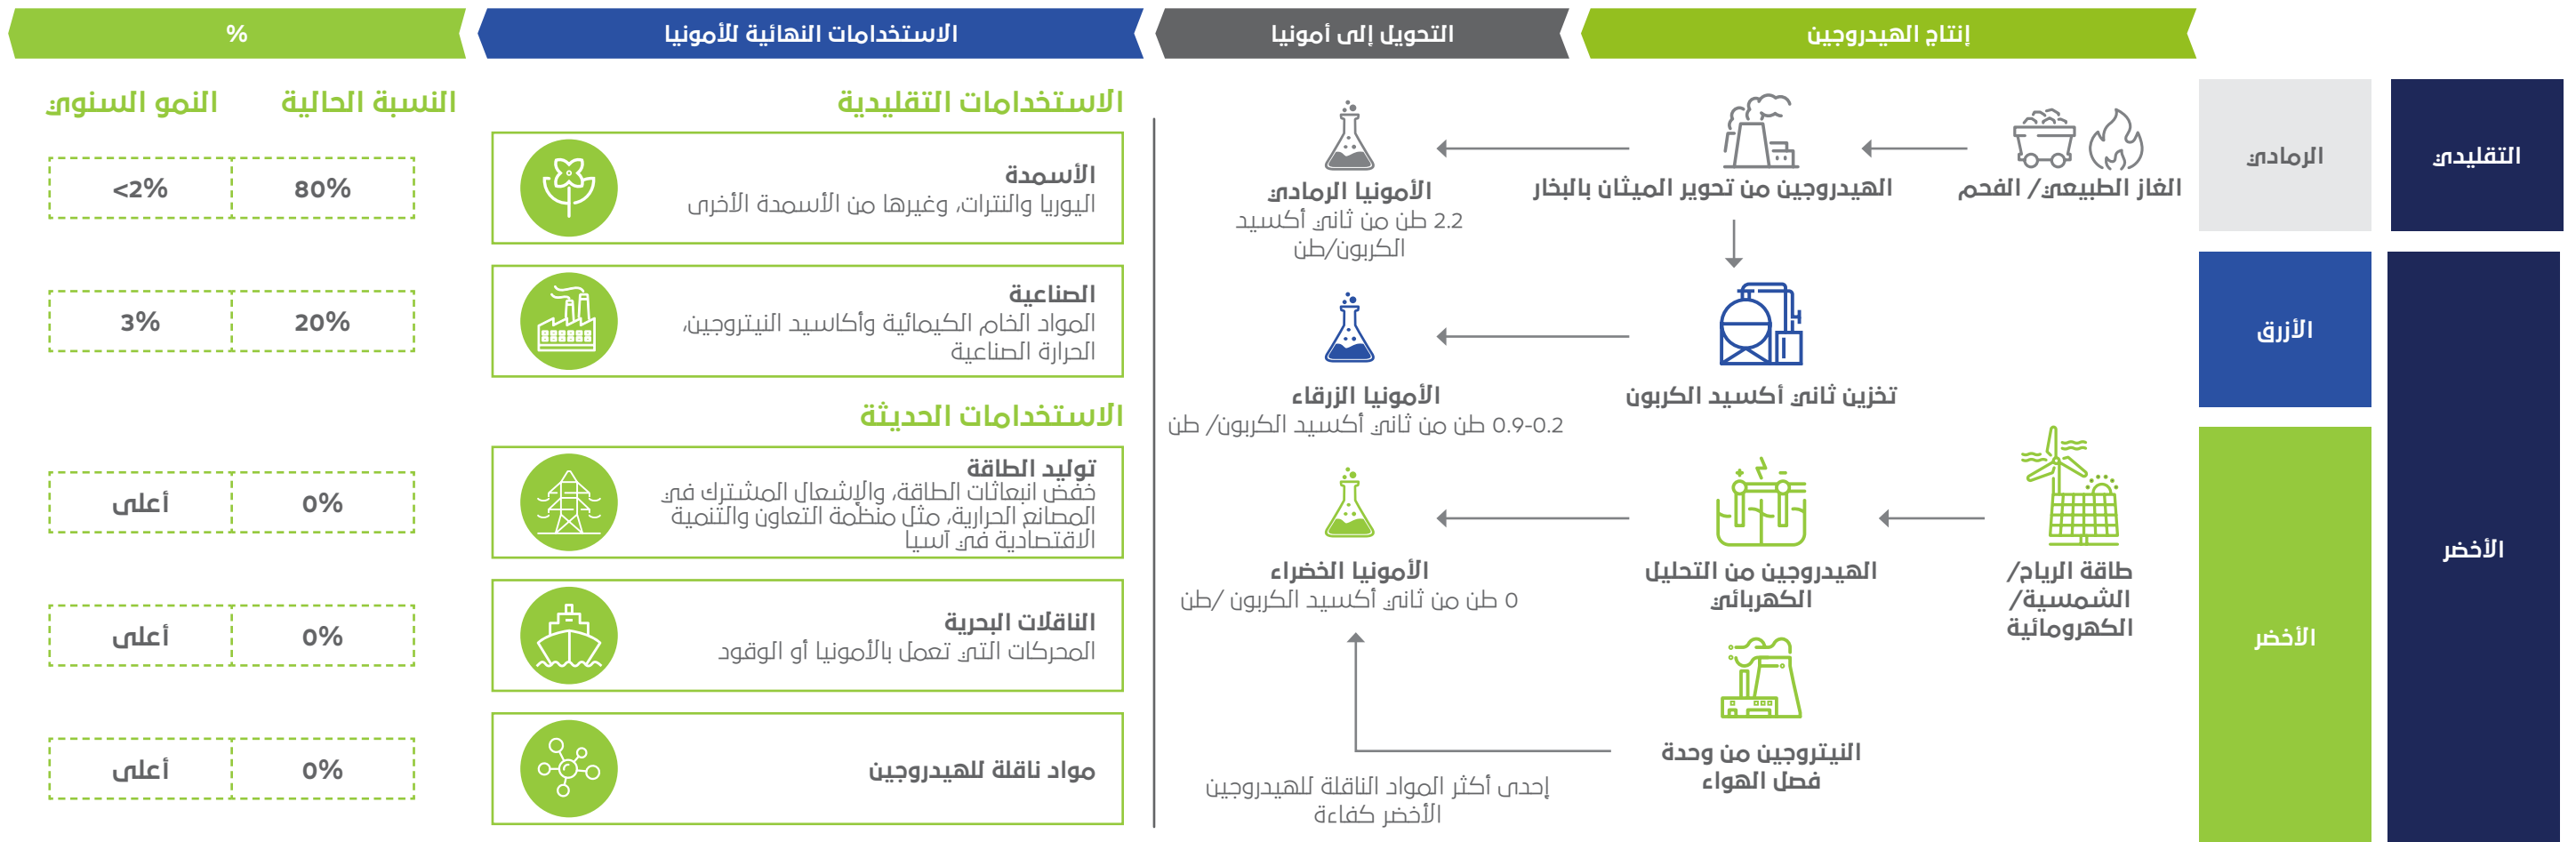 إنتاج الهيدروجين
التحويل إلى أمونيا
الاستخدامات النهائية للأمونيا
%
التقليدي
الرمادي
الغاز الطبيعي/ الفحم
الهيدروجين من تحوير الميثان بالبخار
الأمونيا الرمادي
2.2 طن من ثاني أكسيد
الكربون/طن
الأخضر
الأزرق
تخزين ثاني أكسيد الكربون
الأمونيا الزرقاء
0.9-0.2 طن من ثاني أكسيد الكربون/ طن
الأخضر
طاقة الرياح/
الشمسية/
الكهرومائية
الهيدروجين من التحليل
الكهربائي
الأمونيا الخضراء
0 طن من ثاني أكسيد الكربون /طن
النيتروجين من وحدة
فصل الهواء
إحدى أكثر المواد الناقلة للهيدروجين
الأخضر كفاءة
الاستخدامات التقليدية
النسبة الحالية
النمو السنوي
الأسمدة
اليوريا والنترات، وغيرها من الأسمدة الأخرى
80%
<2%
الصناعية
المواد الخام الكيمائية وأكاسيد النيتروجين،
الحرارة الصناعية
20%
3%
الاستخدامات الحديثة
توليد الطاقة
خفض انبعاثات الطاقة، والإشعال المشترك في
المصانع الحرارية، مثل منظمة التعاون والتنمية
الاقتصادية في آسيا
0%
أعلى
الناقلات البحرية
المحركات التي تعمل بالأمونيا أو الوقود
0%
أعلى
مواد ناقلة للهيدروجين
0%
أعلى